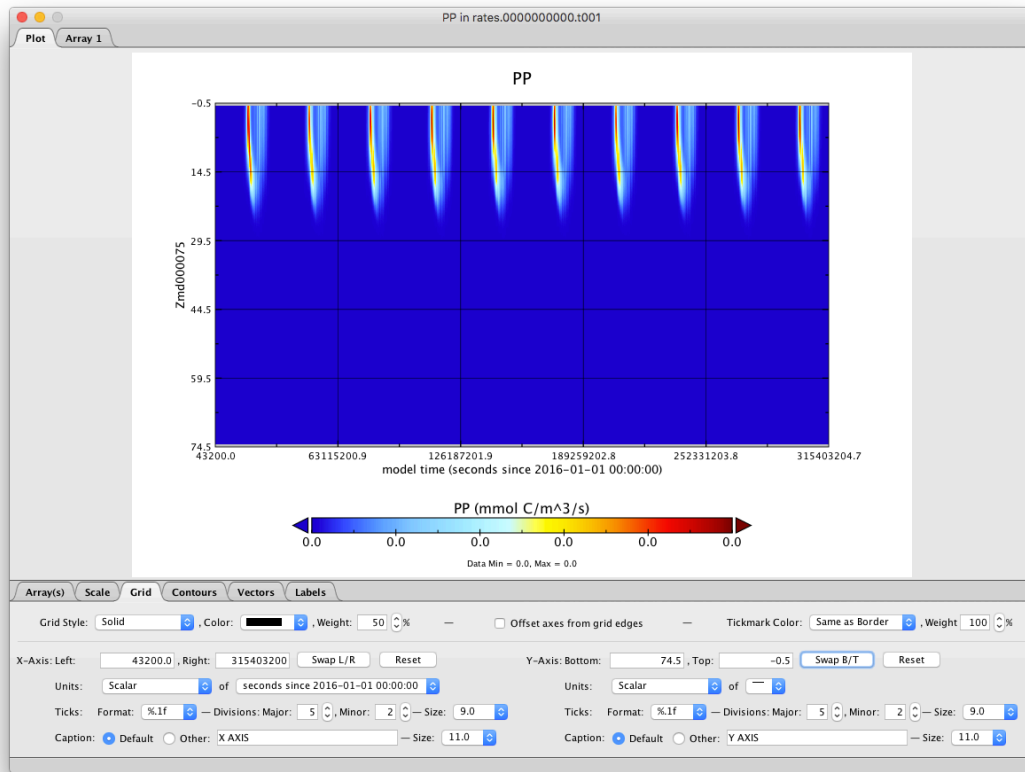 PP in rates.0000000000.t001
Plot Array 1
PP
-0.5
14.5
29.5
44.5
59.5
74.5
Zmd000075
43200.0 63115200.9 126187201.9 189259202.8 252331203.8 315403204.7
model time (seconds since 2016-01-01 00:00:00)
PP (mmol C/m^3/s)
0.0 0.0 0.0 0.0 0.0 0.0
Data Min = 0.0, Max = 0.0
Array(s) Scale Grid Contours Vectors Labels
Grid Style: Solid , Color: , Weight: 50 % — Offset axes from grid edges — Tickmark Color: Same as Border , Weight 100 %
X-Axis: Left: 43200.0 , Right: 315403200 Swap L/R Reset Y-Axis: Bottom: 74.5 , Top: -0.5 Swap B/T Reset
Units: Scalar of seconds since 2016-01-01 00:00:00 Units: Scalar of —
Ticks: Format: %.1f — Divisions: Major: 5 , Minor: 2 — Size: 9.0 Ticks: Format: %.1f — Divisions: Major: 5 , Minor: 2 — Size: 9.0
Caption: Default Other: X AXIS — Size: 11.0 Caption: Default Other: Y AXIS — Size: 11.0